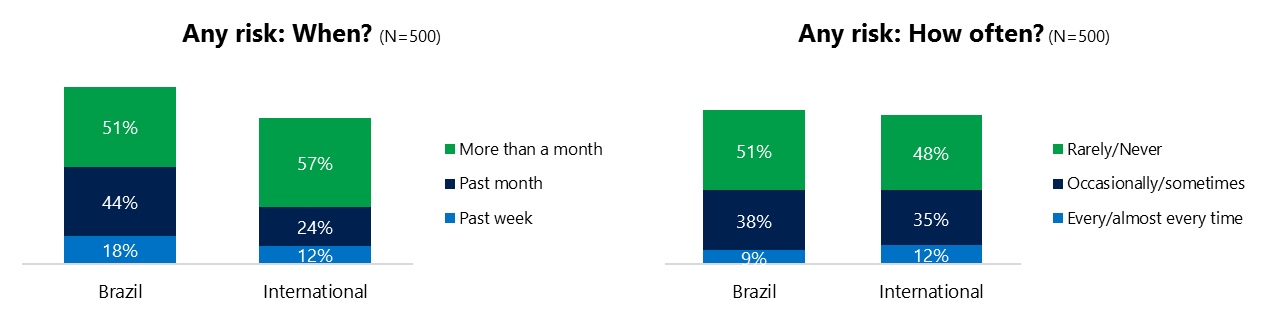 Any risk: When? (N=500)
51%
57%
44%
24%
18%
12%
Brazil
International
More than a month
Past month
Past week
Any risk: How often? (N=500)
51%
48%
38%
35%
9%
12%
Brazil
International
Rarely/Never
Occasionally/sometimes
Every/almost every time